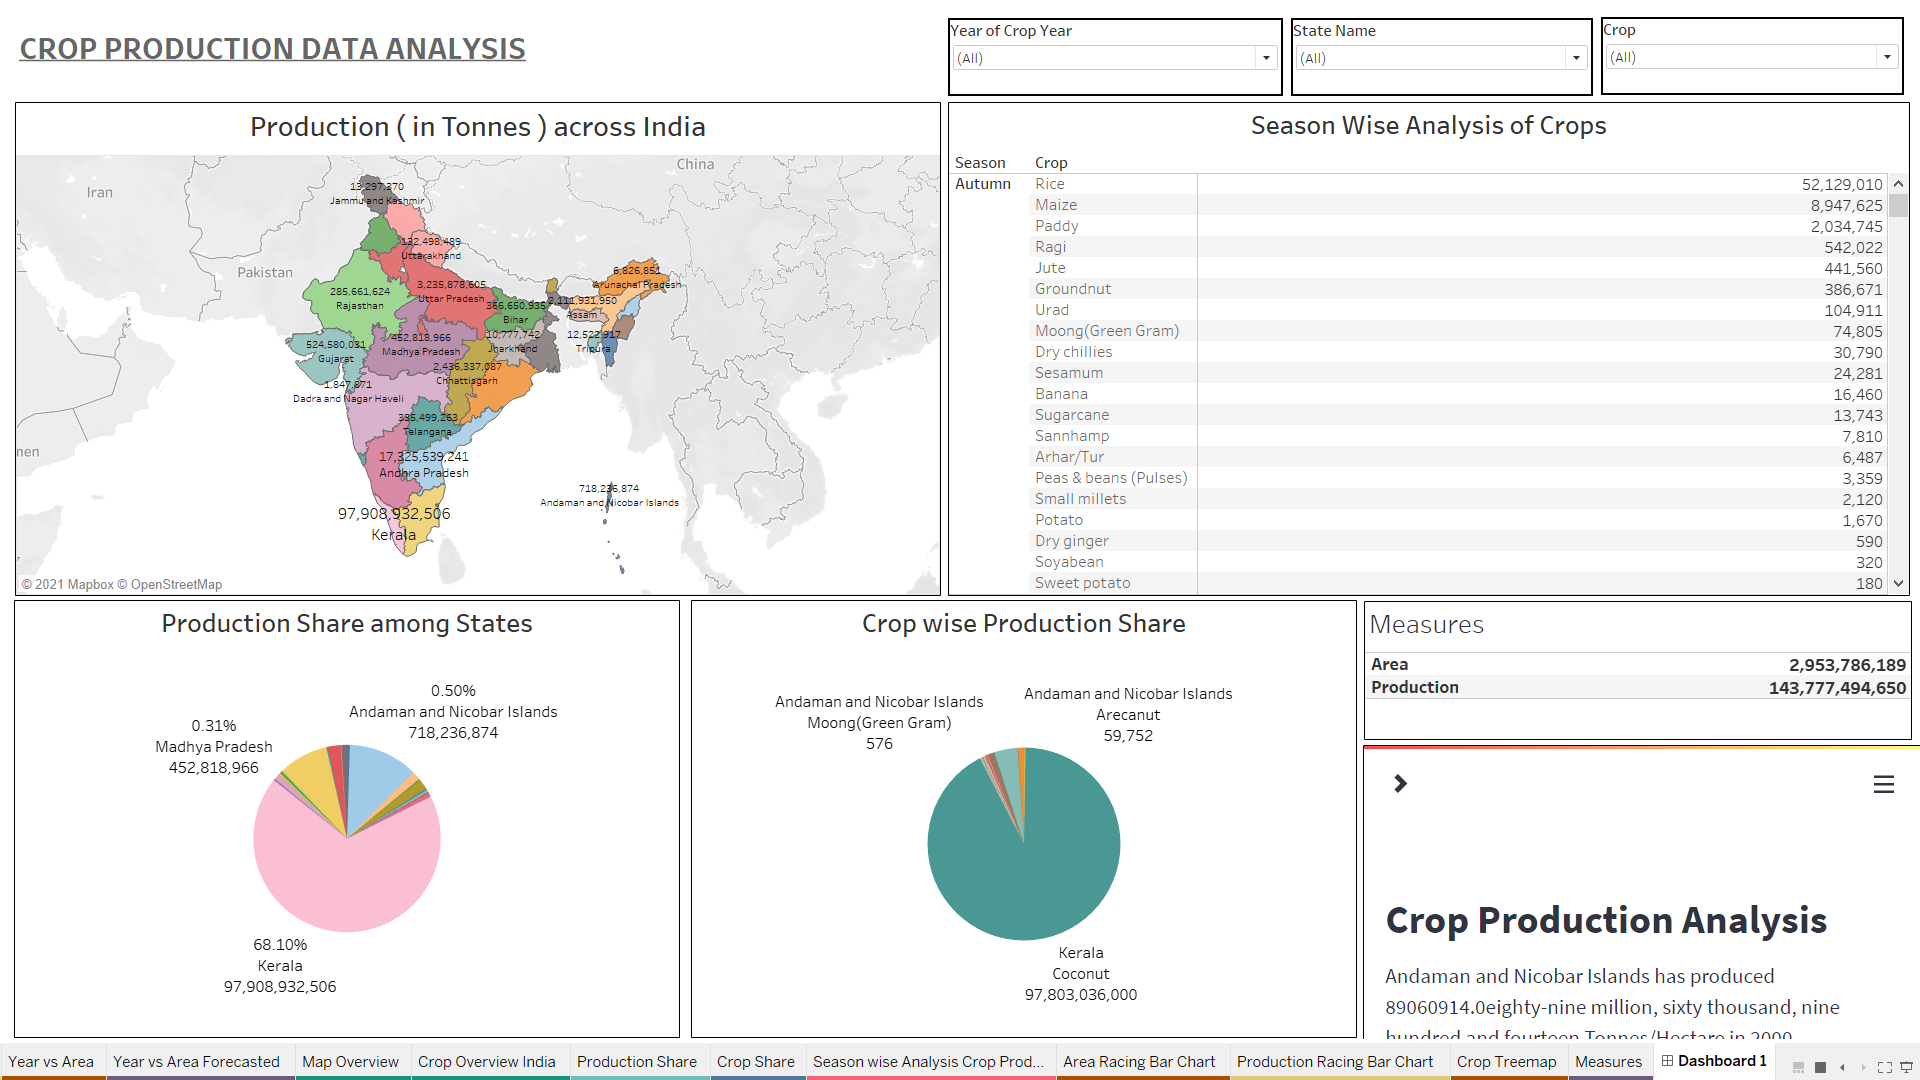 CROP PRODUCTION DATA ANALYSIS
Year of Crop Year
(All)
State Name
(All)
Crop
(All)
Production ( in Tonnes ) across India
China
Iran
Pakistan
men
13,297,370
Jammu and Kashmir
132,498,489
Uttarakhand
285,661,624
Rajasthan
3,235,878,605
Uttar Pradesh
366,650,935
Bihar
2,111,931,950
Assam
6,826,851
Arunachal Pradesh
524,580,031
Gujarat
452,818,966
Madhya Pradesh
10,777,742
Jharkhand
12,522,917
Tripura
2,436,337,087
Chhattisgarh
1,847,871
Dadra and Nagar Haveli
335,499,263
Telangana
17,325,539,241
Andhra Pradesh
718,236,874
Andaman and Nicobar Islands
97,908,932,506
Kerala
© 2021 Mapbox © OpenStreetMap
Season Wise Analysis of Crops
Season Crop
Autumn Rice 52,129,010
Maize 8,947,625
Paddy 2,034,745
Ragi 542,022
Jute 441,560
Groundnut 386,671
Urad 104,911
Moong(Green Gram) 74,805
Dry chillies 30,790
Sesamum 24,281
Banana 16,460
Sugarcane 13,743
Sannhamp 7,810
Arhar/Tur 6,487
Peas & beans (Pulses) 3,359
Small millets 2,120
Potato 1,670
Dry ginger 590
Soyabean 320
Sweet potato 180
Production Share among States
0.50%
Andaman and Nicobar Islands
718,236,874
0.31%
Madhya Pradesh
452,818,966
68.10%
Kerala
97,908,932,506
Crop wise Production Share
Andaman and Nicobar Islands
Moong(Green Gram)
576
Andaman and Nicobar Islands
Arecanut
59,752
Kerala
Coconut
97,803,036,000
Measures
Area 2,953,786,189
Production 143,777,494,650
Crop Production Analysis
Andaman and Nicobar Islands has produced
89060914.0eighty-nine million, sixty thousand, nine
hundred and fourteen Tonnes/Hectare in 2000
Year vs Area
Year vs Area Forecasted
Map Overview
Crop Overview India
Production Share
Crop Share
Season wise Analysis Crop Prod...
Area Racing Bar Chart
Production Racing Bar Chart
Crop Treemap
Measures
Dashboard 1